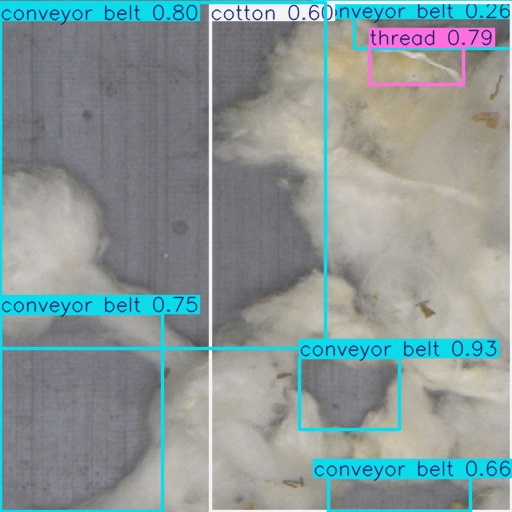 conveyor belt 0.80
cotton 0.60
conveyor belt 0.26
thread 0.79
conveyor belt 0.75
conveyor belt 0.93
conveyor belt 0.66